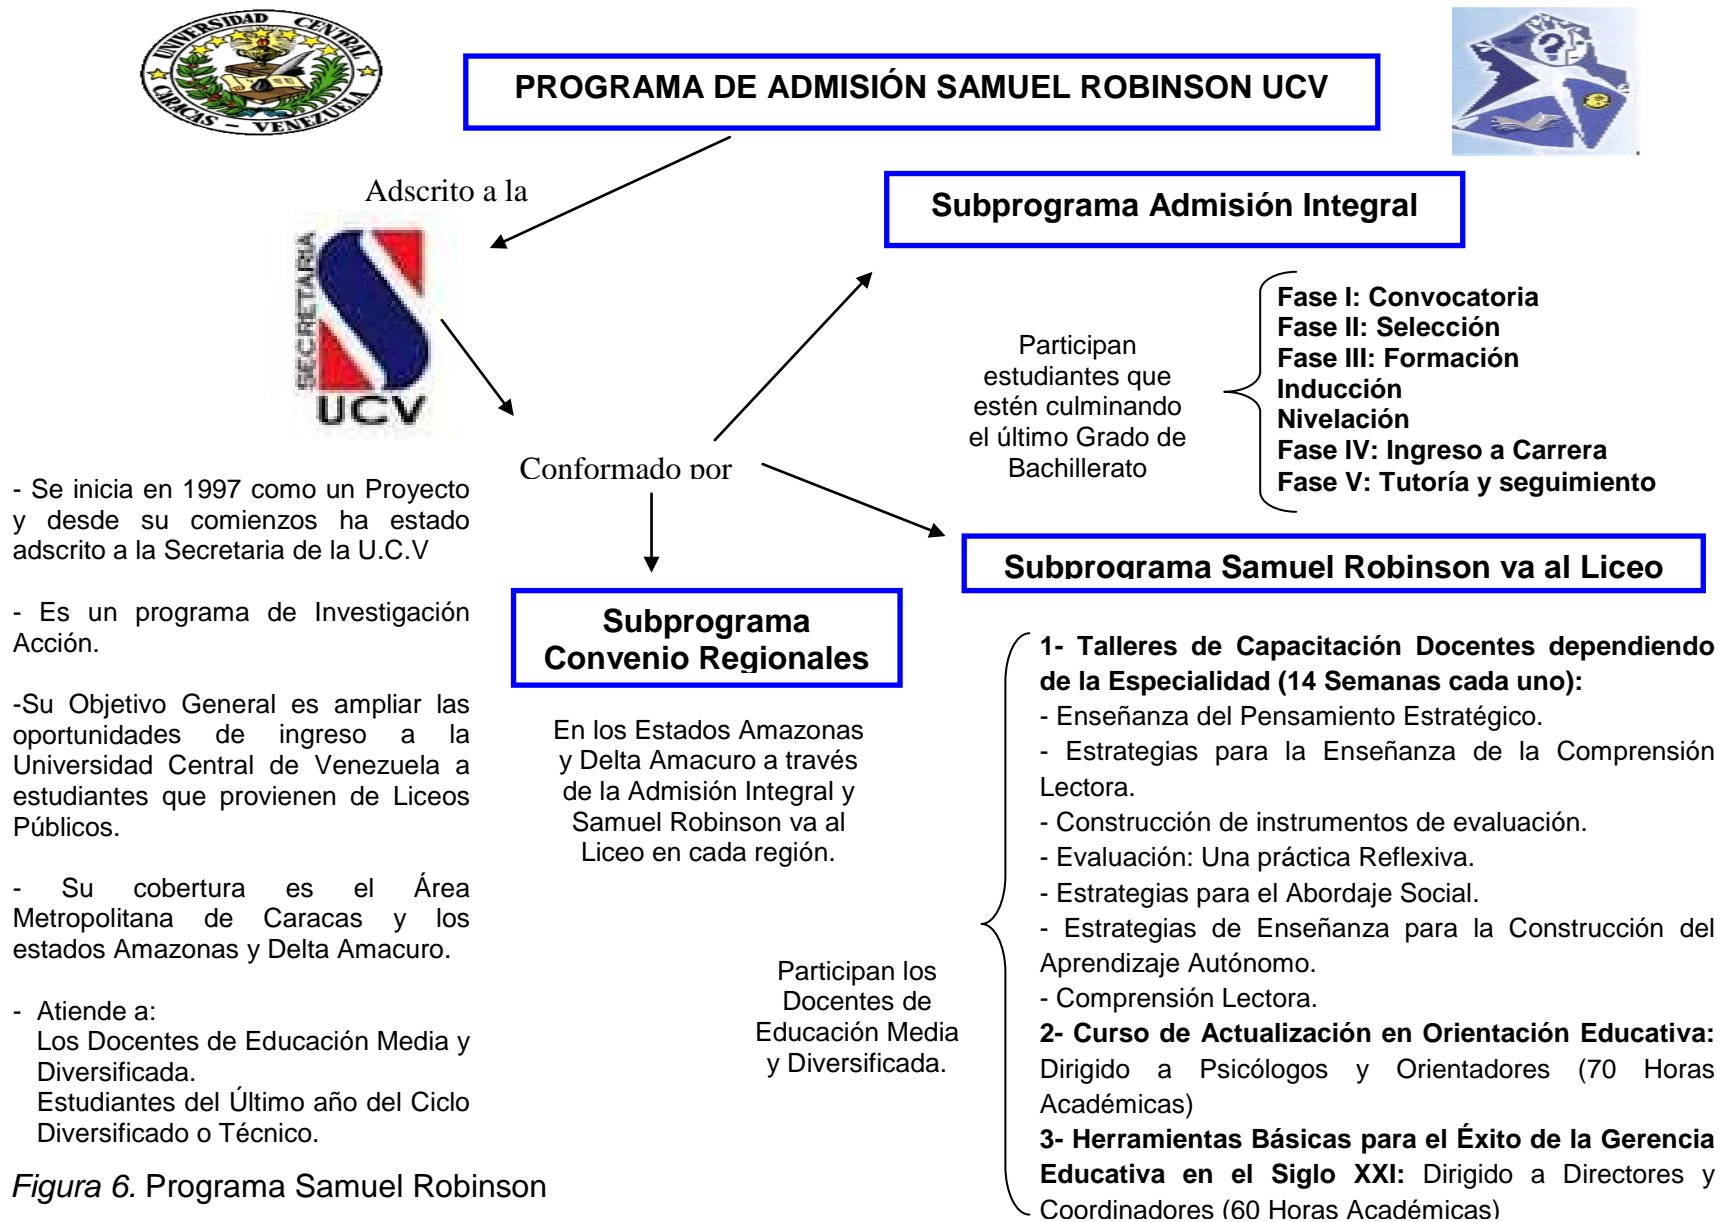 UNIVERSIDAD CENTRAL
CARACAS - VENEZUELA
PROGRAMA DE ADMISIÓN SAMUEL ROBINSON UCV
Adscrito a la
SECRETARIA
UCV
Conformado por
Subprograma Admisión Integral
Participan
estudiantes que
estén culminando
el último Grado de
Bachillerato
Fase I: Convocatoria
Fase II: Selección
Fase III: Formación
Inducción
Nivelación
Fase IV: Ingreso a Carrera
Fase V: Tutoría y seguimiento
- Se inicia en 1997 como un Proyecto
y desde su comienzos ha estado
adscrito a la Secretaria de la U.C.V
- Es un programa de Investigación
Acción.
-Su Objetivo General es ampliar las
oportunidades de ingreso a la
Universidad Central de Venezuela a
estudiantes que provienen de Liceos
Públicos.
- Su cobertura es el Área
Metropolitana de Caracas y los
estados Amazonas y Delta Amacuro.
- Atiende a:
Los Docentes de Educación Media y
Diversificada.
Estudiantes del Último año del Ciclo
Diversificado o Técnico.
Subprograma
Convenio Regionales
En los Estados Amazonas
y Delta Amacuro a través
de la Admisión Integral y
Samuel Robinson va al
Liceo en cada región.
Subprograma Samuel Robinson va al Liceo
Participan los
Docentes de
Educación Media
y Diversificada.
1- Talleres de Capacitación Docentes dependiendo
de la Especialidad (14 Semanas cada uno):
- Enseñanza del Pensamiento Estratégico.
- Estrategias para la Enseñanza de la Comprensión
Lectora.
- Construcción de instrumentos de evaluación.
- Evaluación: Una práctica Reflexiva.
- Estrategias para el Abordaje Social.
- Estrategias de Enseñanza para la Construcción del
Aprendizaje Autónomo.
- Comprensión Lectora.
2- Curso de Actualización en Orientación Educativa:
Dirigido a Psicólogos y Orientadores (70 Horas
Académicas)
3- Herramientas Básicas para el Éxito de la Gerencia
Educativa en el Siglo XXI: Dirigido a Directores y
Coordinadores (60 Horas Académicas)
Figura 6. Programa Samuel Robinson